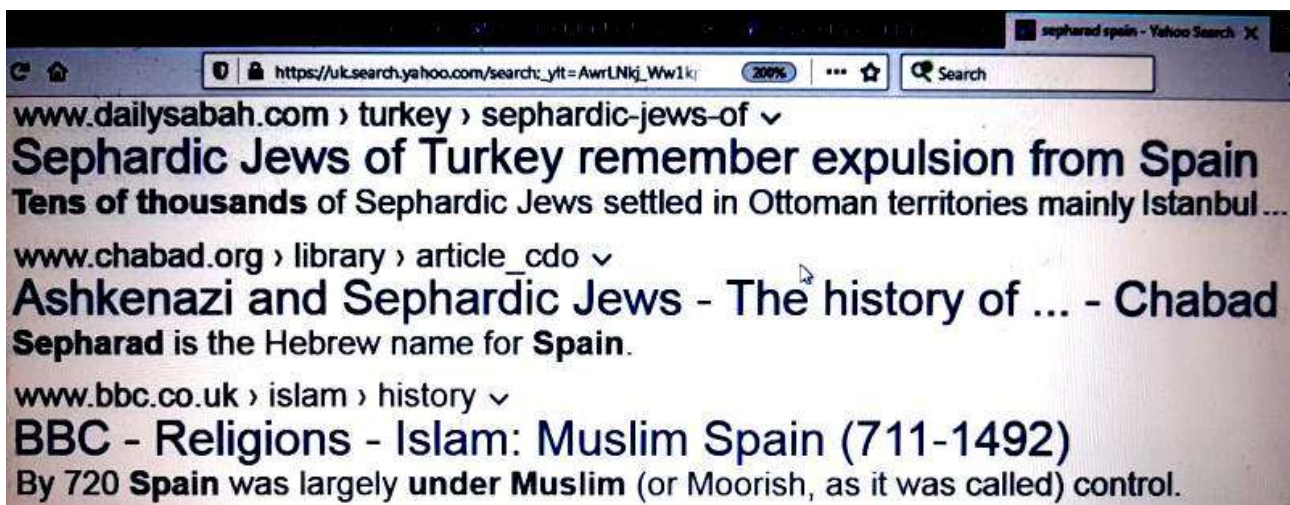 sepharad spain - Yahoo Search
https://uk.search.yahoo.com/search;_ylt=AwrLNkj_Ww1k 200% Search
www.dailysabah.com › turkey › sephardic-jews-of
Sephardic Jews of Turkey remember expulsion from Spain
Tens of thousands of Sephardic Jews settled in Ottoman territories mainly Istanbul ...
www.chabad.org › library › article_cdo
Ashkenazi and Sephardic Jews - The history of ... - Chabad
Sepharad is the Hebrew name for Spain.
www.bbc.co.uk › islam › history
BBC - Religions - Islam: Muslim Spain (711-1492)
By 720 Spain was largely under Muslim (or Moorish, as it was called) control.